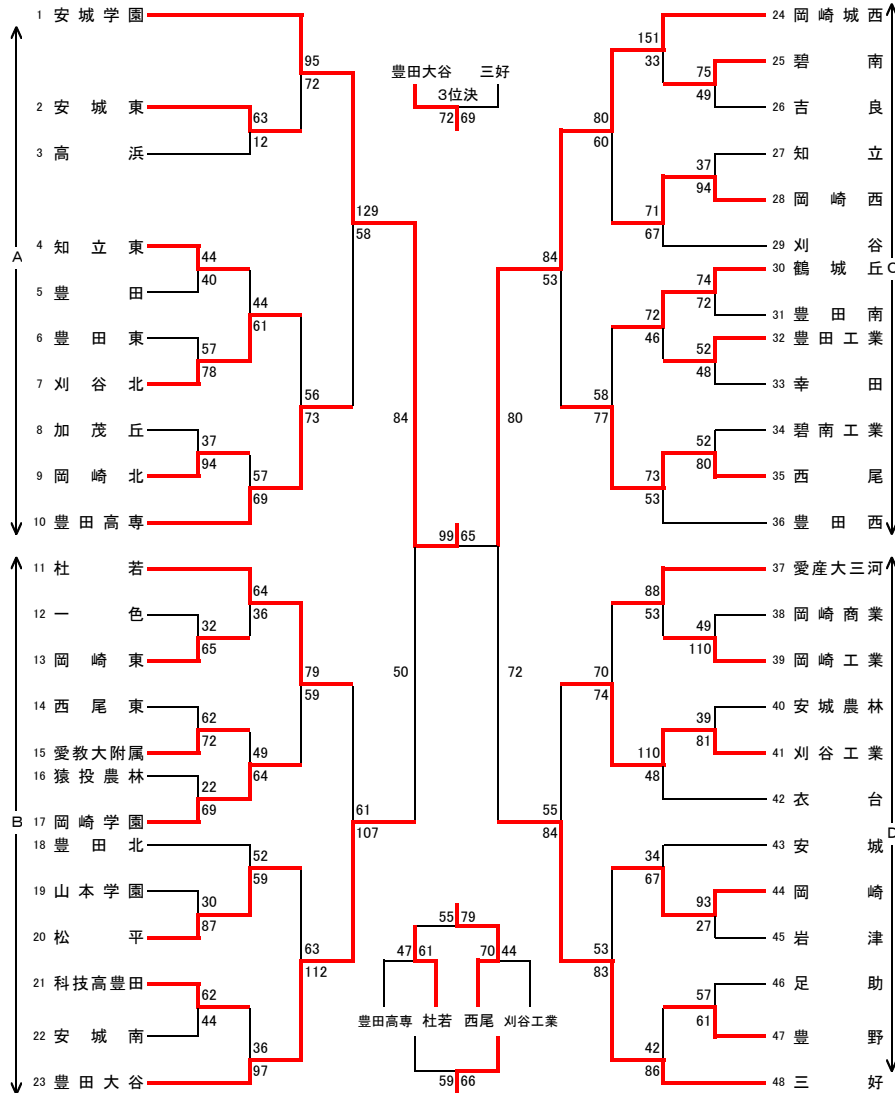 1 安城学園
95
72
2 安城東
63
12
3 高浜
129
58
A
4 知立東
44
40
5 豊田
44
61
6 豊田東
57
78
7 刈谷北
56
73
8 加茂丘
37
94
9 岡崎北
57
69
10 豊田高専
84
99
65
80
11 杜若
64
36
12 一色
32
65
13 岡崎東
79
59
14 西尾東
62
72
15 愛教大附属
49
64
16 猿投農林
22
69
17 岡崎学園
B
61
107
50
18 豊田北
52
59
19 山本学園
30
87
20 松平
63
112
21 科技高豊田
62
44
22 安城南
36
97
23 豊田大谷
豊田大谷 三好
3位決
72 69
55 79
47 61 70 44
豊田高専 杜若 西尾 刈谷工業
59 66
24 岡崎城西
151
33
25 碧南
75
49
26 吉良
80
60
27 知立
37
94
28 岡崎西
71
67
29 刈谷
84
53
C
30 鶴城丘
74
72
31 豊田南
72
46
32 豊田工業
52
48
33 幸田
58
77
34 碧南工業
52
80
35 西尾
73
53
36 豊田西
37 愛産大三河
88
53
38 岡崎商業
49
110
39 岡崎工業
70
74
72
40 安城農林
39
81
41 刈谷工業
110
48
42 衣台
55
84
D
43 安城
34
67
44 岡崎
93
27
45 岩津
53
83
46 足助
57
61
47 豊野
42
86
48 三好